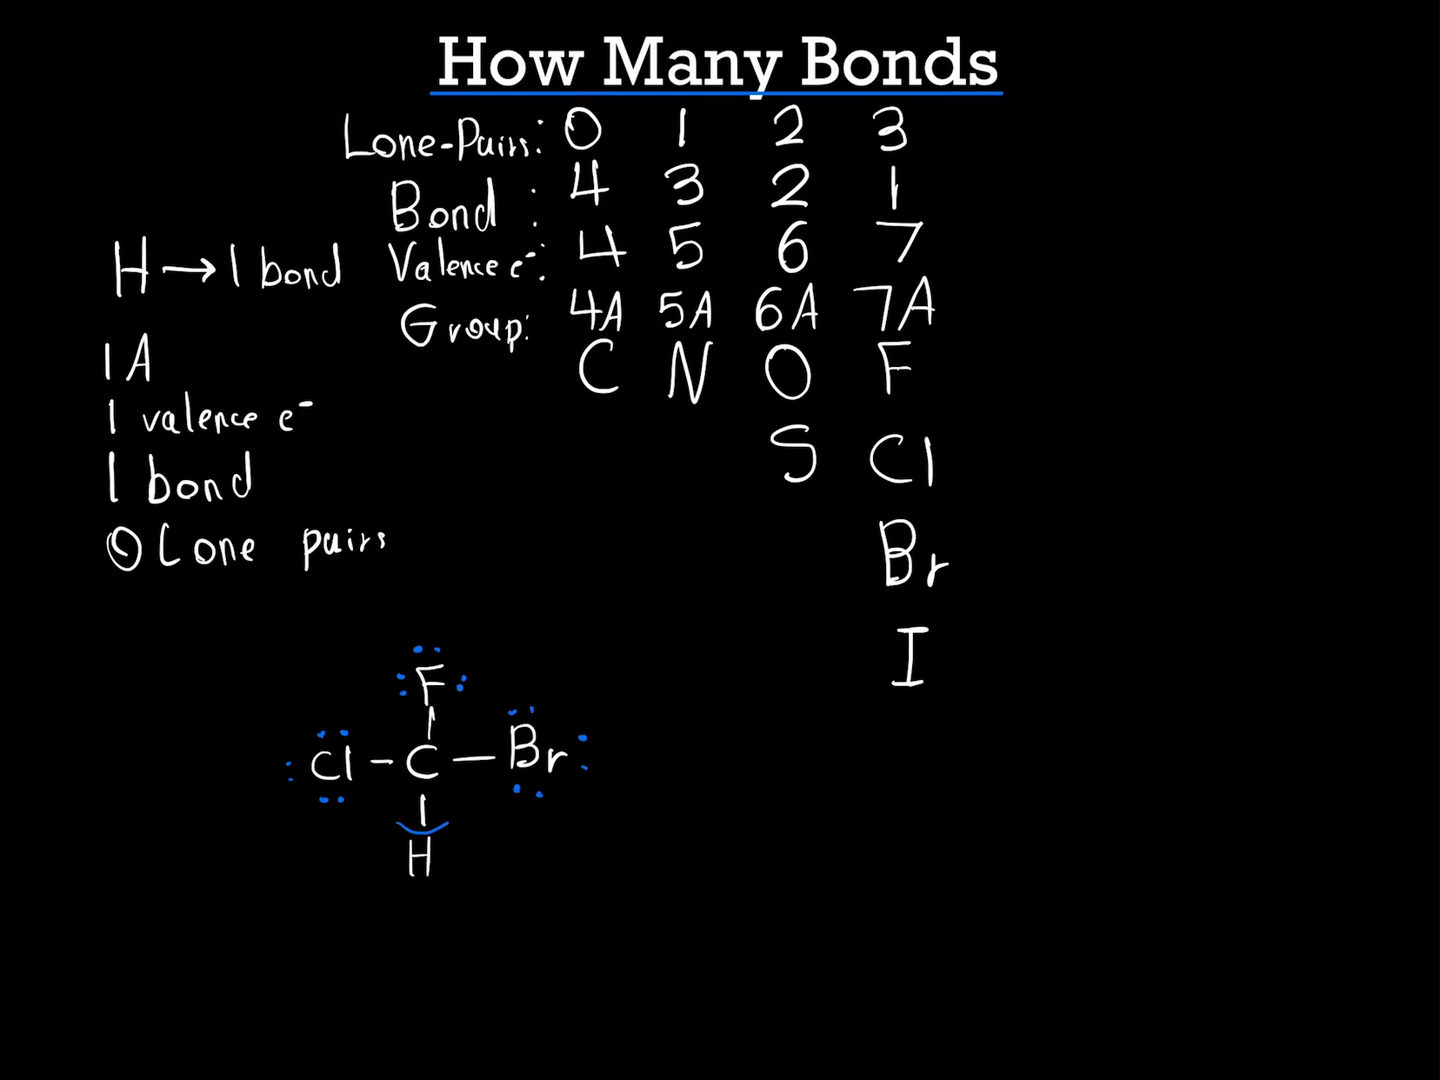 How Many Bonds
Lone-Pairs: 0 1 2 3
Bond : 4 3 2 1
H → 1 bond
Valence e⁻: 4 5 6 7
Group: 4A 5A 6A 7A
1A
C N O F
1 valence e⁻
S Cl
1 bond
0 Lone pairs
Br
I
F
Cl - C - Br
H